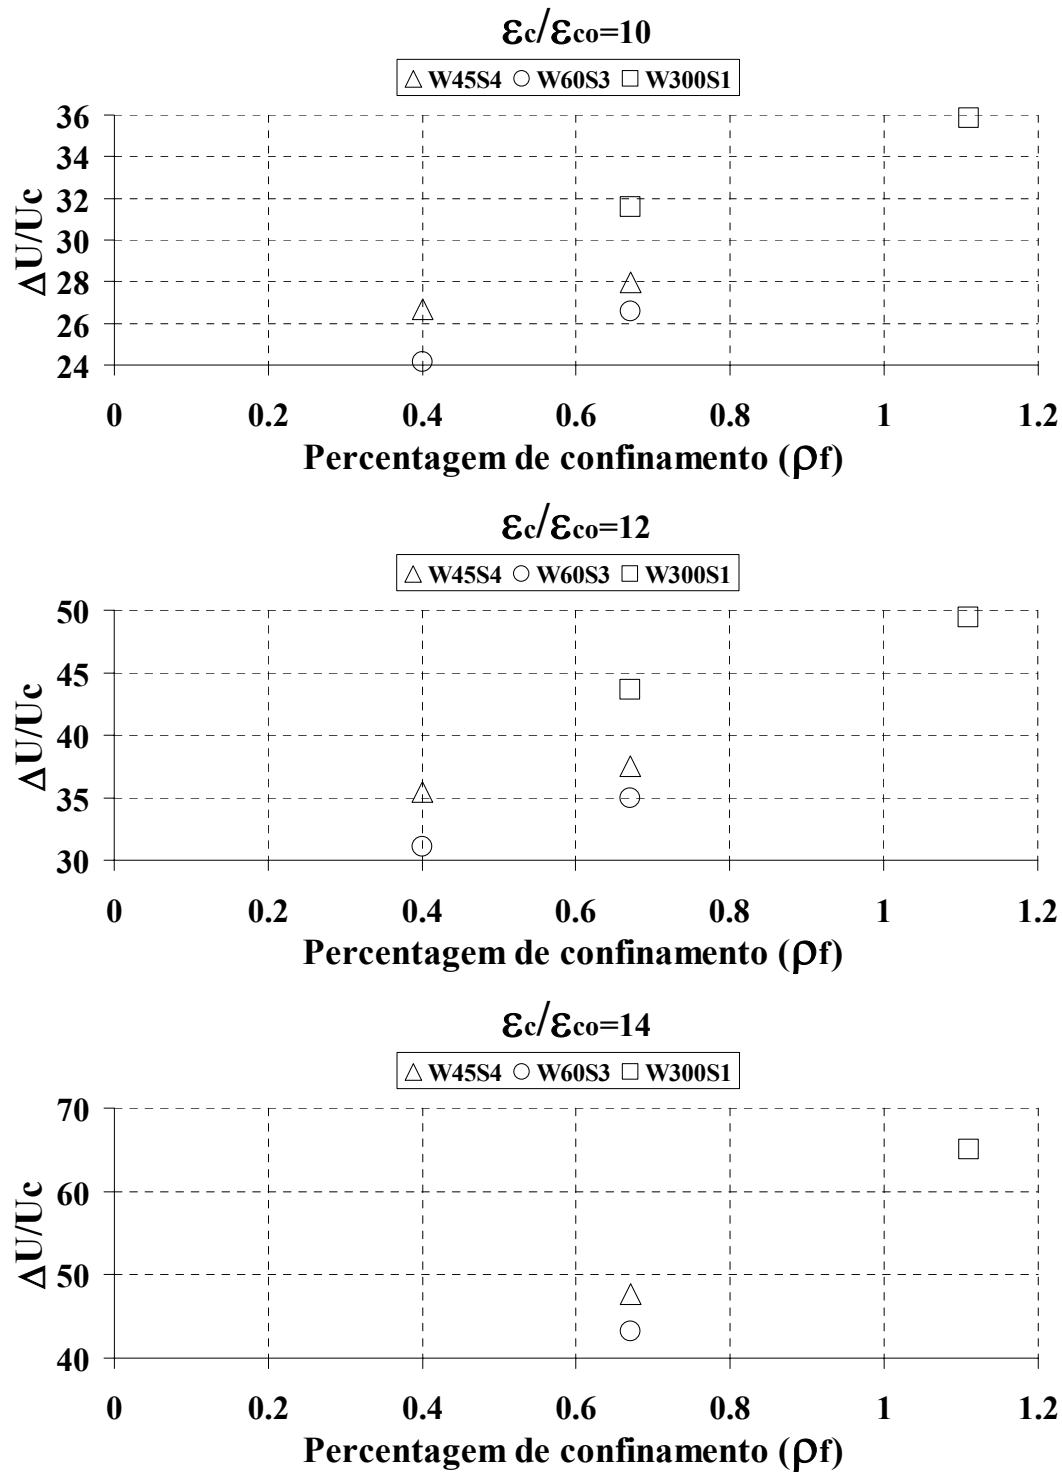 εc/εco=10
△ W45S4 ○ W60S3 □ W300S1
36
34
32
30
28
26
24
ΔU/Uc
0 0.2 0.4 0.6 0.8 1 1.2
Percentagem de confinamento (ρf)
εc/εco=12
△ W45S4 ○ W60S3 □ W300S1
50
45
40
35
30
ΔU/Uc
0 0.2 0.4 0.6 0.8 1 1.2
Percentagem de confinamento (ρf)
εc/εco=14
△ W45S4 ○ W60S3 □ W300S1
70
60
50
40
ΔU/Uc
0 0.2 0.4 0.6 0.8 1 1.2
Percentagem de confinamento (ρf)